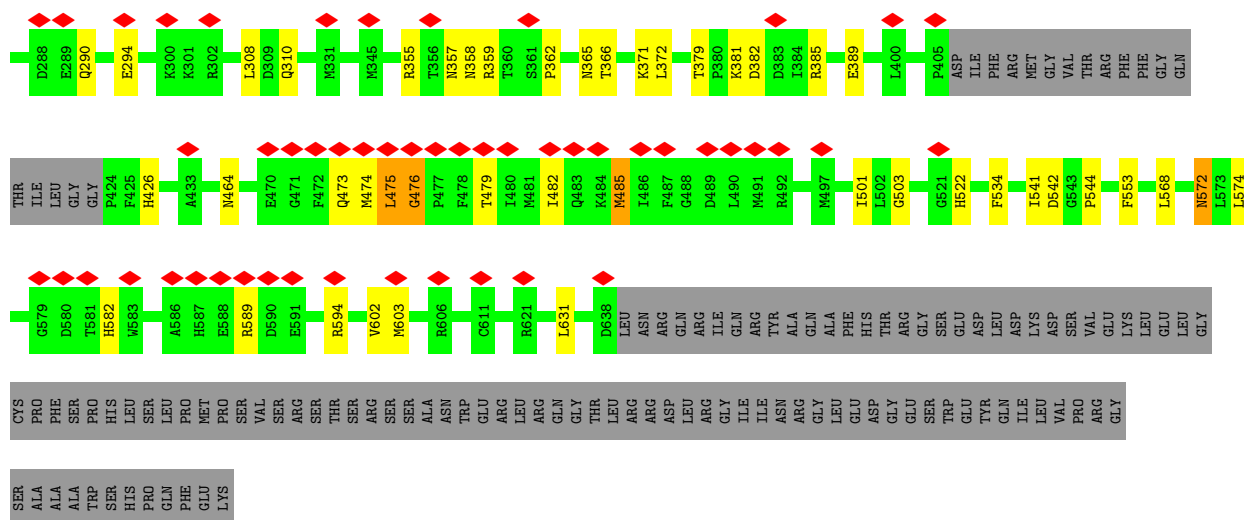 D288 E289 Q290 E294 K300 K301 R302 L308 D309 Q310 M331 M345 R355 T356 N357 N358 R359 T360 S361 P362 N365 T366 K371 L372 T379 P380 K381 D382 D383 I384 R385 E389 L400 P405 ASP ILE PHE ARG MET GLY VAL THR ARG PHE PHE GLY GLN
THR ILE LEU GLY GLY P424 F425 H426 A433 N464 E470 G471 F472 Q473 M474 L475 G476 P477 F478 T479 I480 M481 I482 Q483 K484 M485 I486 F487 G488 D489 L490 M491 R492 M497 I501 L502 G503 G521 H522 F534 I541 D542 G543 P544 F553 L568 N572 L573 L574
G579 D580 T581 H582 W583 A586 H587 E588 R589 D590 E591 R594 V602 M603 R606 C611 R621 L631 D638 LEU ASN ARG GLN ARG ILE GLN ARG TYR ALA GLN ALA PHE HIS THR ARG GLY SER GLU ASP LEU ASP LYS ASP SER VAL GLU LYS LEU GLU LEU GLY
CYS PRO PHE SER PRO HIS LEU SER LEU PRO MET PRO SER VAL SER ARG SER THR SER ARG SER SER ALA ASN TRP GLU ARG LEU ARG GLN GLY THR LEU ARG ARG ASP LEU ARG GLY ILE ILE ASN ARG GLY LEU GLU ASP GLY GLU SER TRP GLU TYR GLN ILE LEU VAL PRO ARG GLY
SER ALA ALA ALA TRP SER HIS PRO GLN PHE GLU LYS